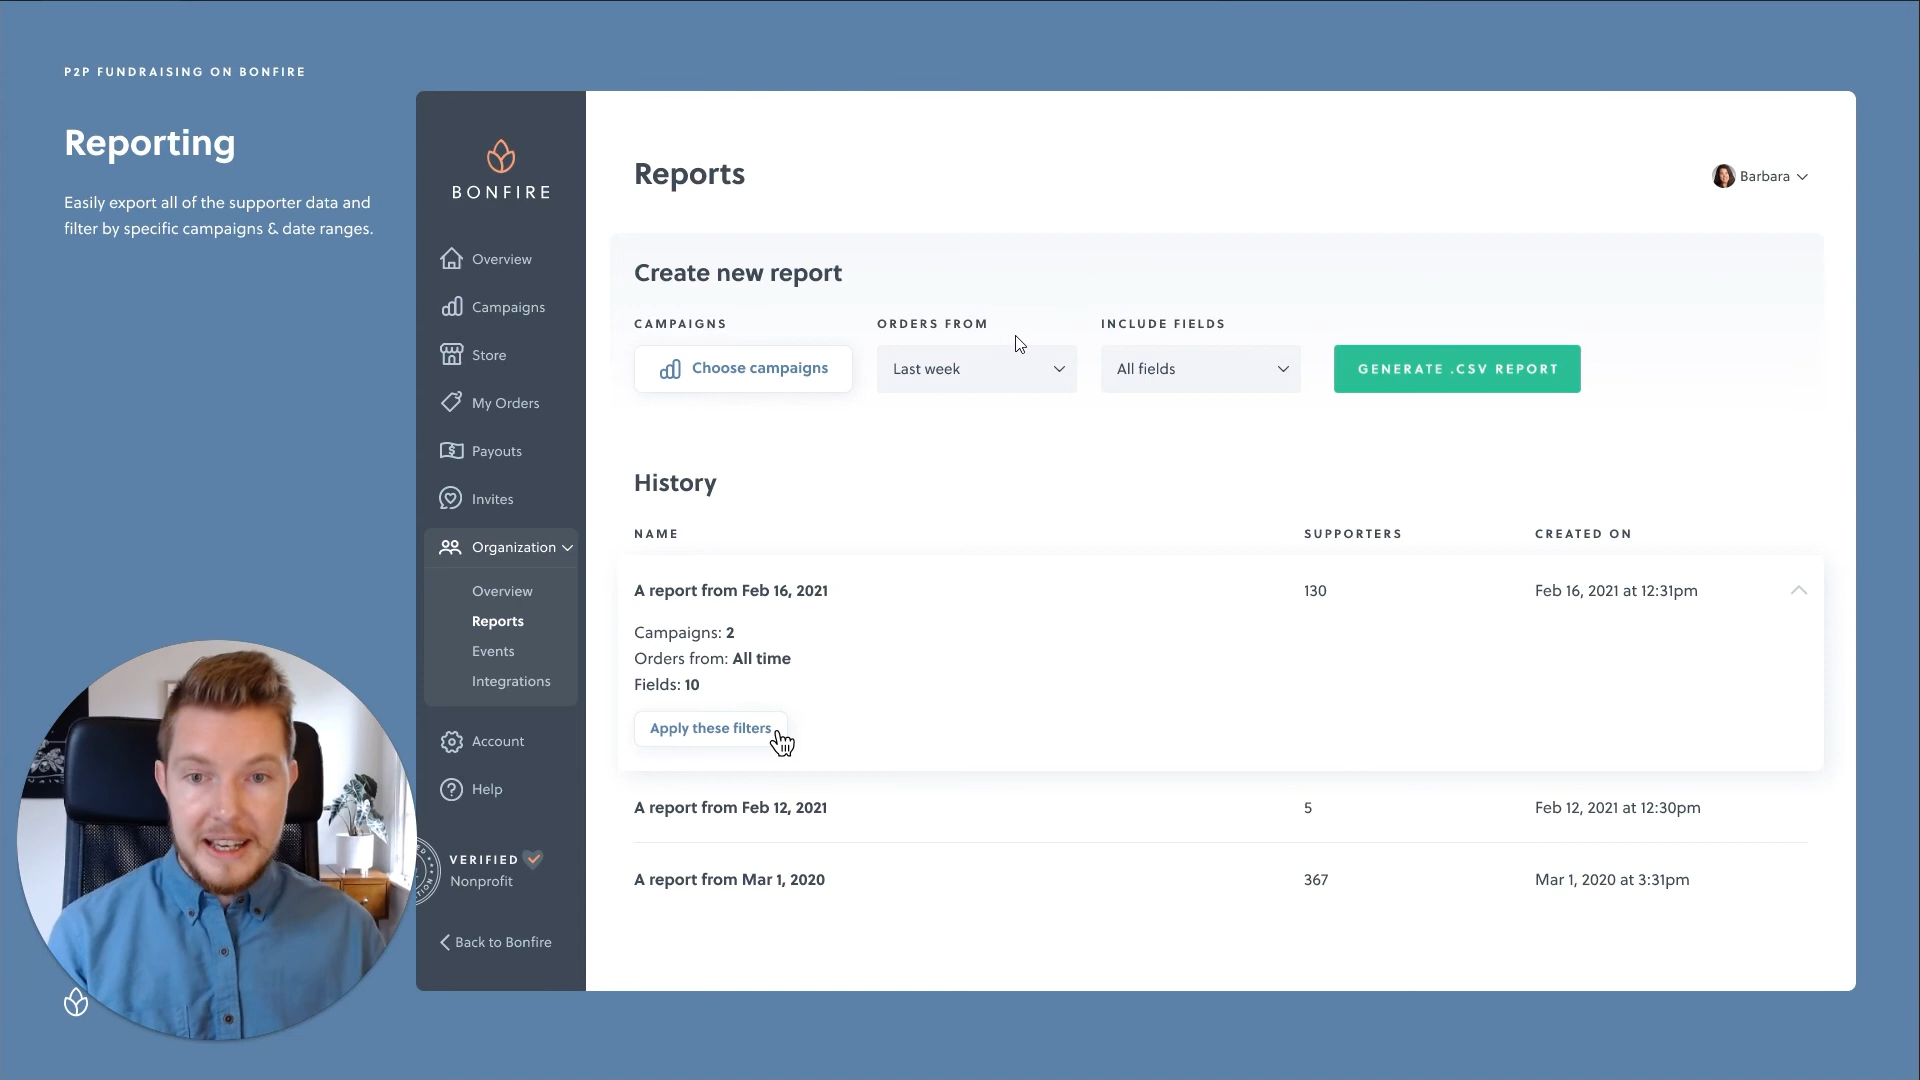 P2P FUNDRAISING ON BONFIRE
Reporting
Easily export all of the supporter data and
filter by specific campaigns & date ranges.
BONFIRE
Overview
Campaigns
Store
My Orders
Payouts
Invites
Organization
Overview
Reports
Events
Integrations
Account
Help
VERIFIED
Nonprofit
Back to Bonfire
Reports
Barbara
Create new report
CAMPAIGNS
ORDERS FROM
INCLUDE FIELDS
Choose campaigns
Last week
All fields
GENERATE .CSV REPORT
History
NAME
SUPPORTERS
CREATED ON
A report from Feb 16, 2021
130
Feb 16, 2021 at 12:31pm
Campaigns: 2
Orders from: All time
Fields: 10
Apply these filters
A report from Feb 12, 2021
5
Feb 12, 2021 at 12:30pm
A report from Mar 1, 2020
367
Mar 1, 2020 at 3:31pm